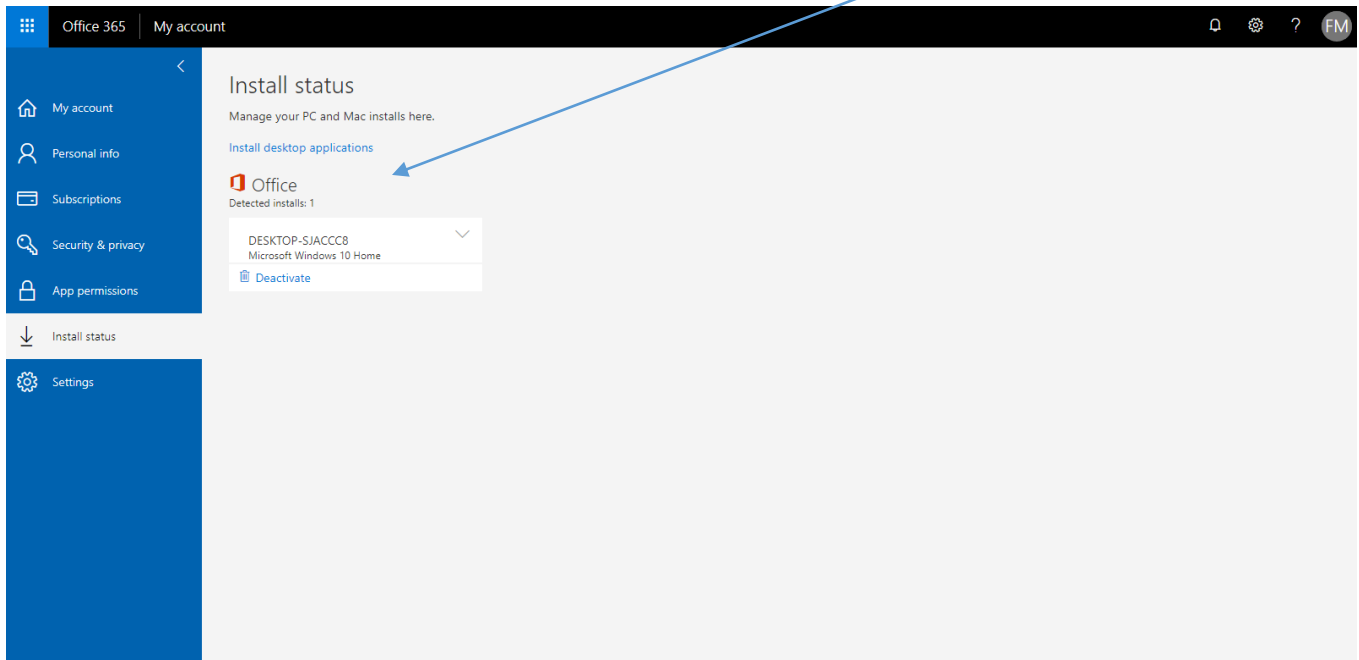 Office 365 My account
FM
My account
Personal info
Subscriptions
Security & privacy
App permissions
Install status
Settings
Install status
Manage your PC and Mac installs here.
Install desktop applications
Office
Detected installs: 1
DESKTOP-SJACCC8
Microsoft Windows 10 Home
Deactivate